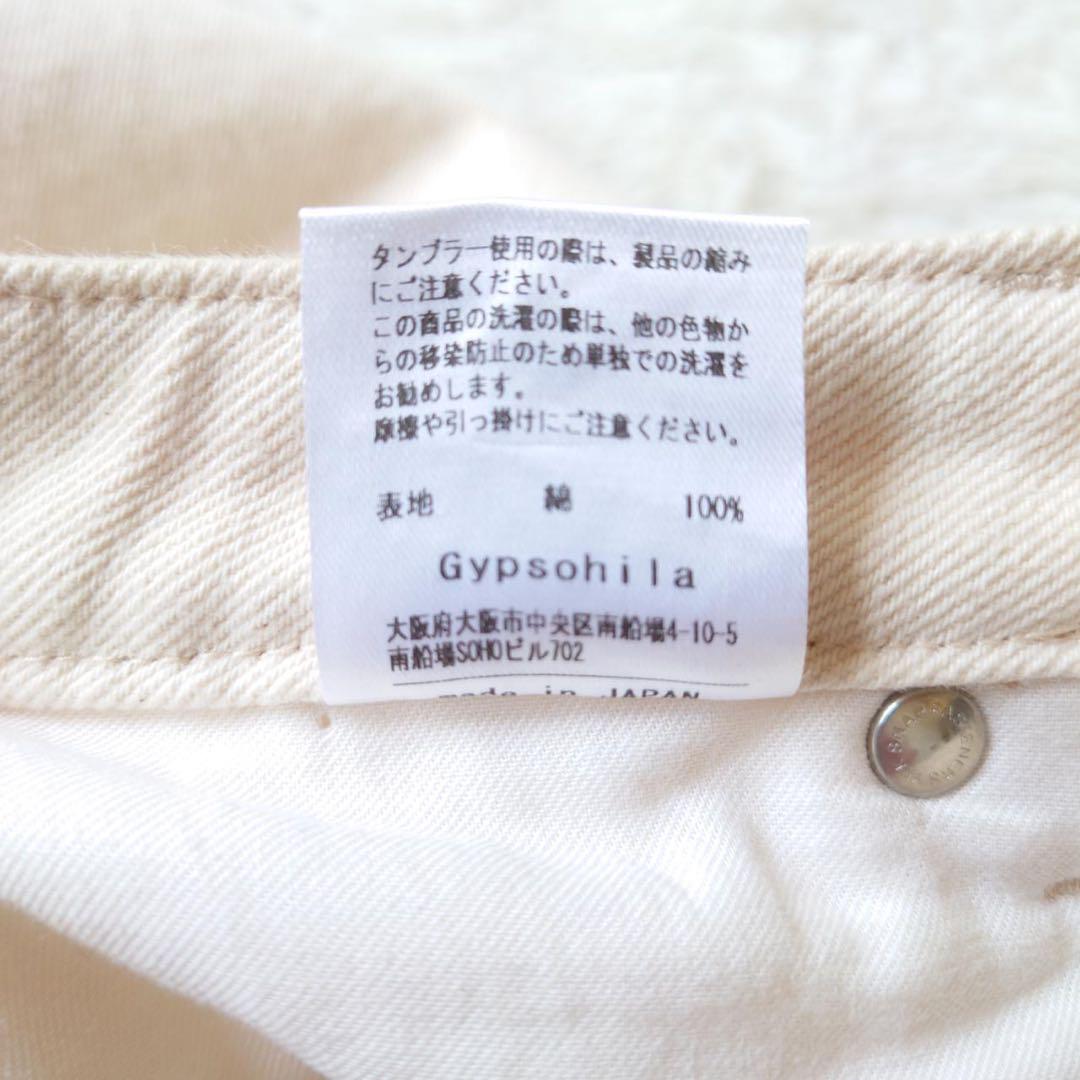 タンブラー使用の際は、製品の縮み
にご注意ください。
この商品の洗濯の際は、他の色物か
らの移染防止のため単独での洗濯を
お勧めします。
摩擦や引っ掛けにご注意ください。
表地 綿 100%
Gypsohila
大阪府大阪市中央区南船場4-10-5
南船場SOHOビル702
made in JAPAN